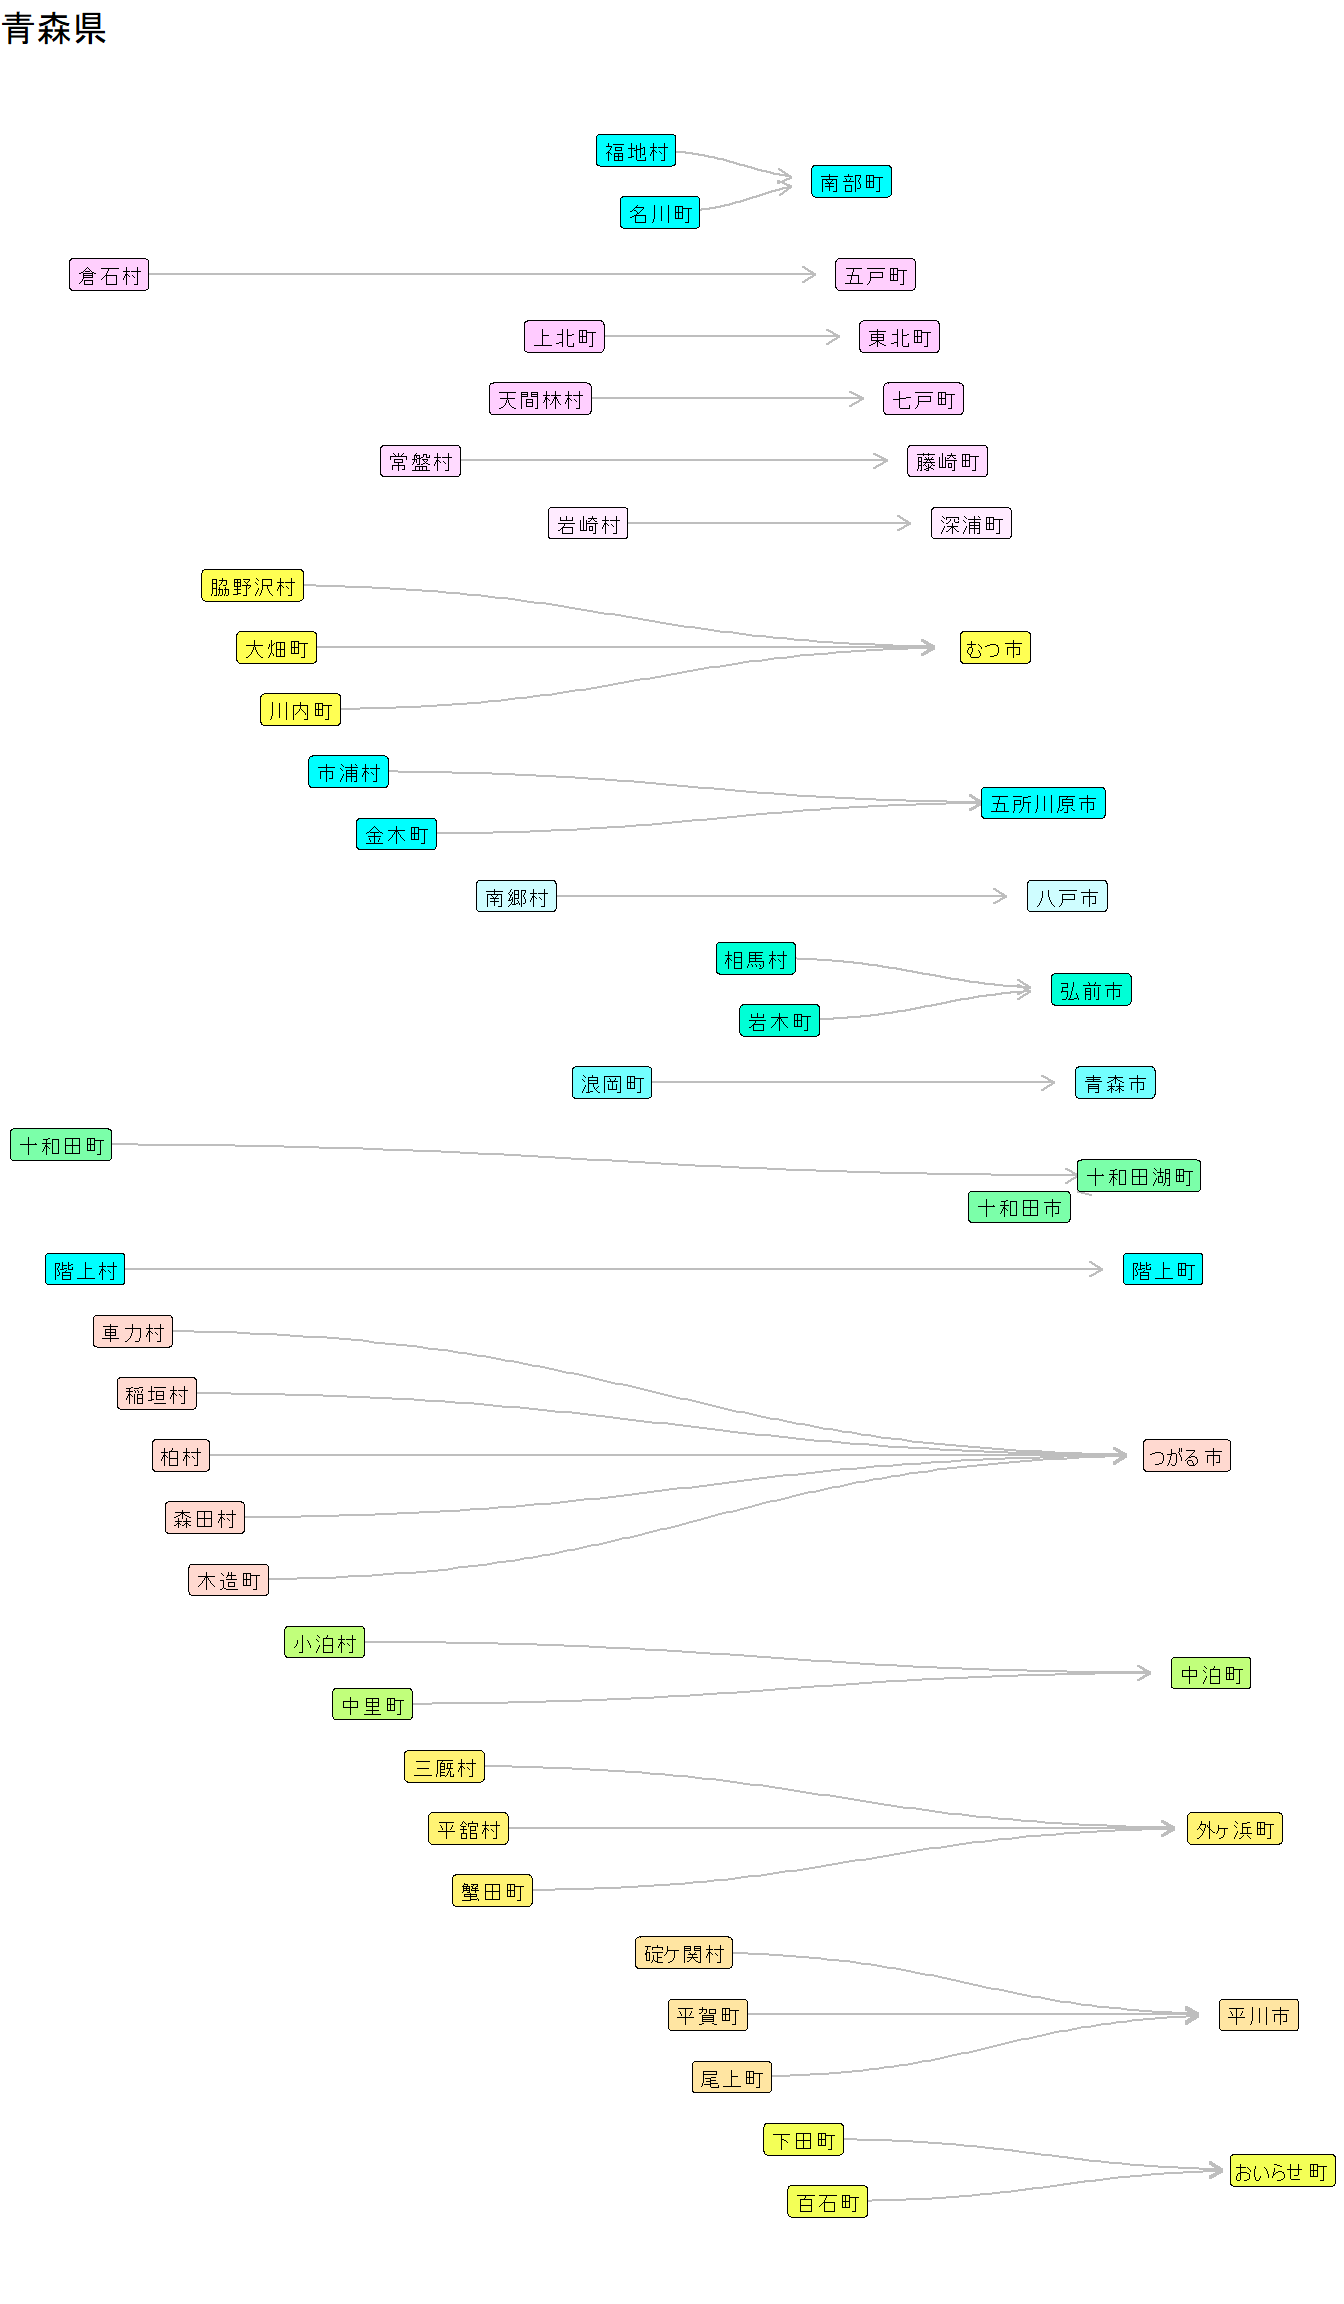 青森県
福地村
南部町
名川町
倉石村
五戸町
上北町
東北町
天間林村
七戸町
常盤村
藤崎町
岩崎村
深浦町
脇野沢村
大畑町
むつ市
川内町
市浦村
五所川原市
金木町
南郷村
八戸市
相馬村
弘前市
岩木町
浪岡町
青森市
十和田町
十和田湖町
十和田市
階上村
階上町
車力村
稲垣村
柏村
つがる市
森田村
木造町
小泊村
中泊町
中里町
三厩村
平舘村
外ヶ浜町
蟹田町
碇ケ関村
平賀町
平川市
尾上町
下田町
おいらせ町
百石町